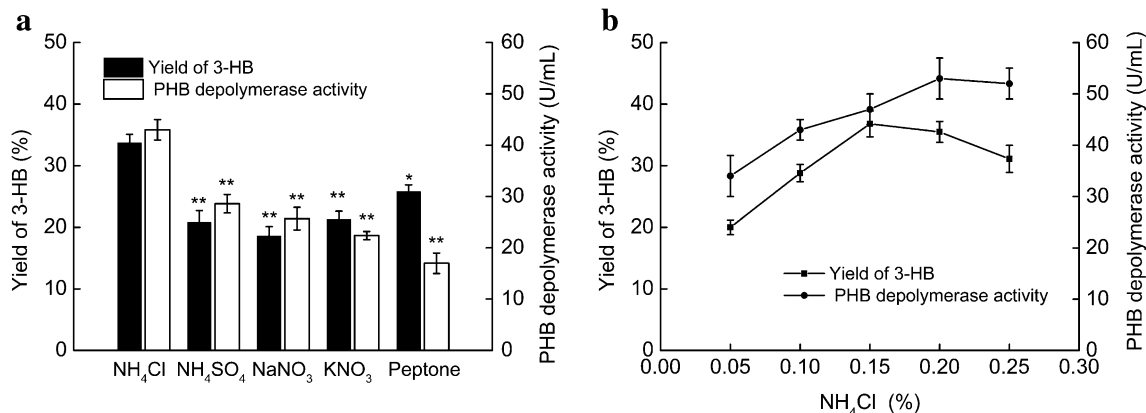 a
Yield of 3-HB (%)
50
40
30
20
10
0
Yield of 3-HB
PHB depolymerase activity
** ** ** ** ** ** * **
NH₄Cl NH₄SO₄ NaNO₃ KNO₃ Peptone
60
50
40
30
20
10
0
PHB depolymerase activity (U/mL)
b
Yield of 3-HB (%)
50
40
30
20
10
0
Yield of 3-HB
PHB depolymerase activity
0.00 0.05 0.10 0.15 0.20 0.25 0.30
NH₄Cl (%)
60
50
40
30
20
10
0
PHB depolymerase activity (U/mL)